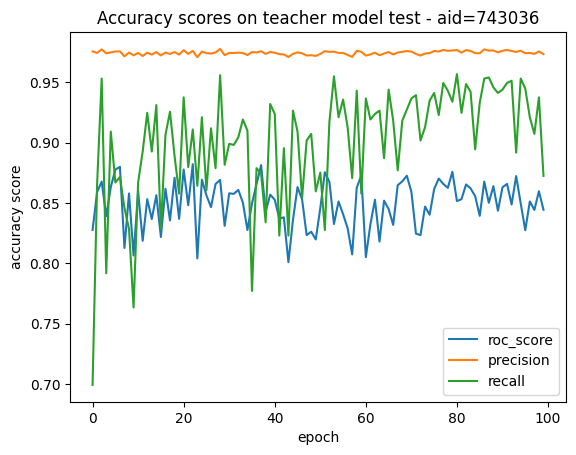 Accuracy scores on teacher model test - aid=743036
accuracy score
0.95
0.90
0.85
0.80
0.75
0.70
roc_score
precision
recall
0
20
40
60
80
100
epoch